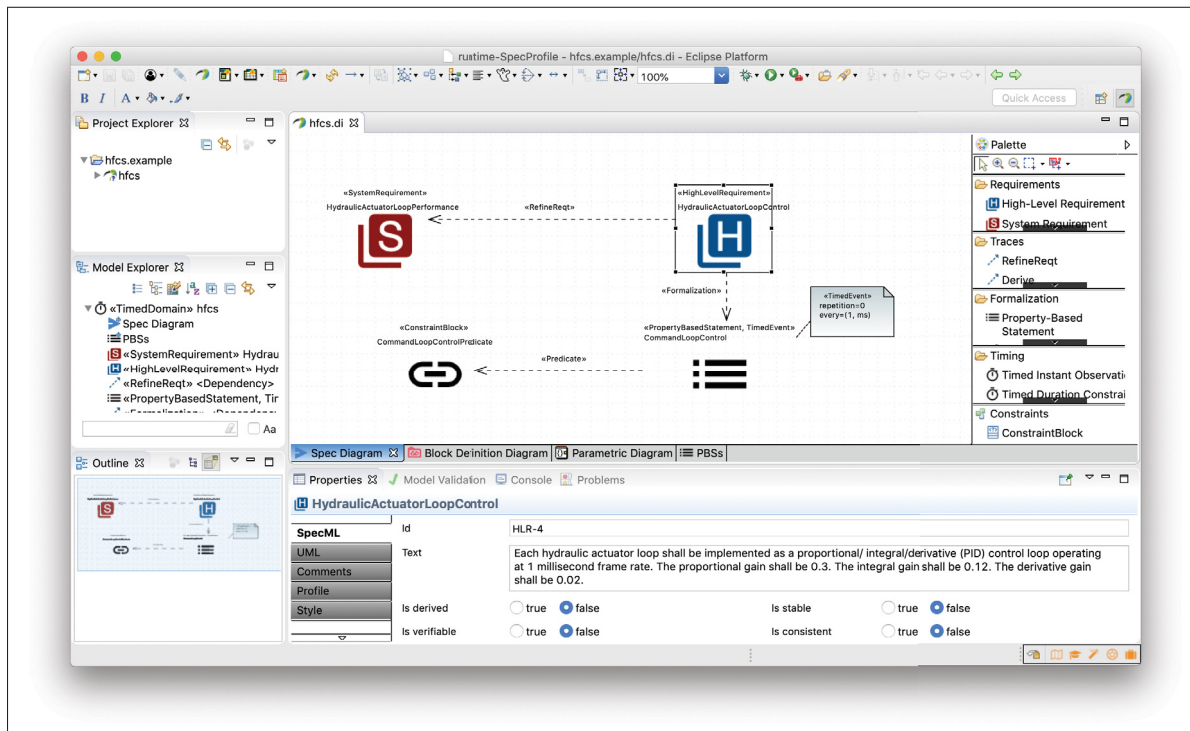 runtime-SpecProfile - hfcs.example/hfcs.di - Eclipse Platform
100%
B I A
Quick Access
Project Explorer
hfcs.example
hfcs
Model Explorer
«TimedDomain» hfcs
Spec Diagram
PBSs
«SystemRequirement» Hydrau
«HighLevelRequirement» Hydr
«RefineReqt» <Dependency>
«PropertyBasedStatement, Tir
«Formalization» <Dependency
Aa
Outline
hfcs.di
«SystemRequirement»
HydraulicActuatorLoopPerformance
S
«RefineReqt»
«HighLevelRequirement»
HydraulicActuatorLoopControl
H
«Formalization»
«TimedEvent»
repetition=0
every=(1, ms)
«ConstraintBlock»
CommandLoopControlPredicate
«Predicate»
«PropertyBasedStatement, TimedEvent»
CommandLoopControl
Palette
Requirements
High-Level Requirement
System Requirement
Traces
RefineReqt
Derive
Formalization
Property-Based
Statement
Timing
Timed Instant Observati
Timed Duration Constrai
Constraints
ConstraintBlock
Spec Diagram
Block Definition Diagram
Parametric Diagram
PBSs
Properties
Model Validation
Console
Problems
HydraulicActuatorLoopControl
SpecML
UML
Comments
Profile
Style
Id
HLR-4
Text
Each hydraulic actuator loop shall be implemented as a proportional/ integral/derivative (PID) control loop operating
at 1 millisecond frame rate. The proportional gain shall be 0.3. The integral gain shall be 0.12. The derivative gain
shall be 0.02.
Is derived true false Is stable true false
Is verifiable true false Is consistent true false